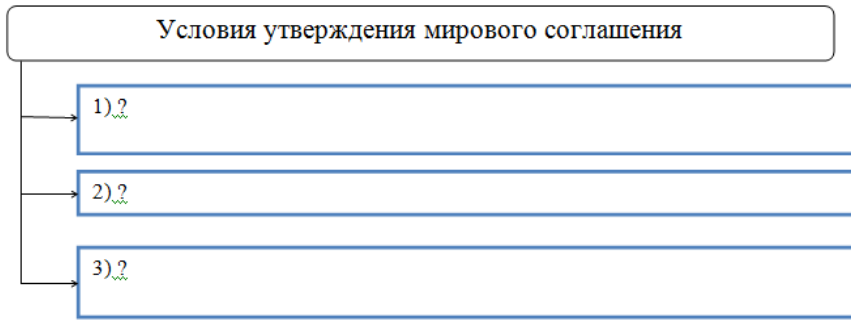 Условия утверждения мирового соглашения
1) ?
2) ?
3) ?